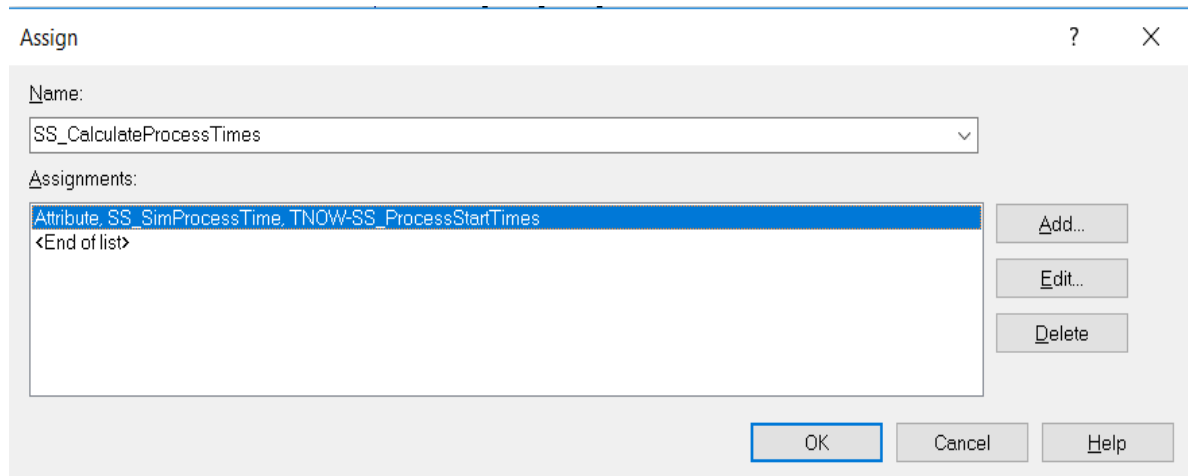 Assign
?
Name:
SS_CalculateProcessTimes
Assignments:
Attribute, SS_SimProcessTime, TNOW-SS_ProcessStartTimes
<End of list>
Add...
Edit...
Delete
OK
Cancel
Help